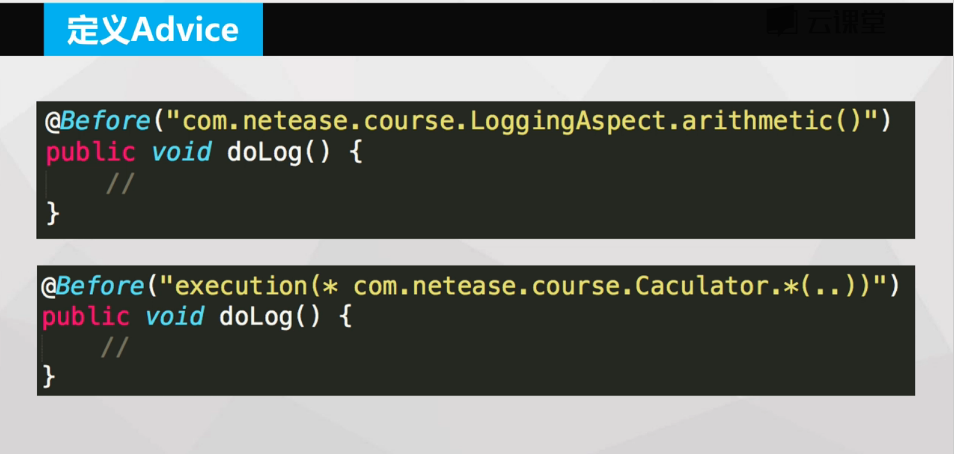 定义Advice
云课堂
@Before("com.netease.course.LoggingAspect.arithmetic()")
public void doLog() {
//
}
@Before("execution(* com.netease.course.Caculator.*(..))")
public void doLog() {
//
}